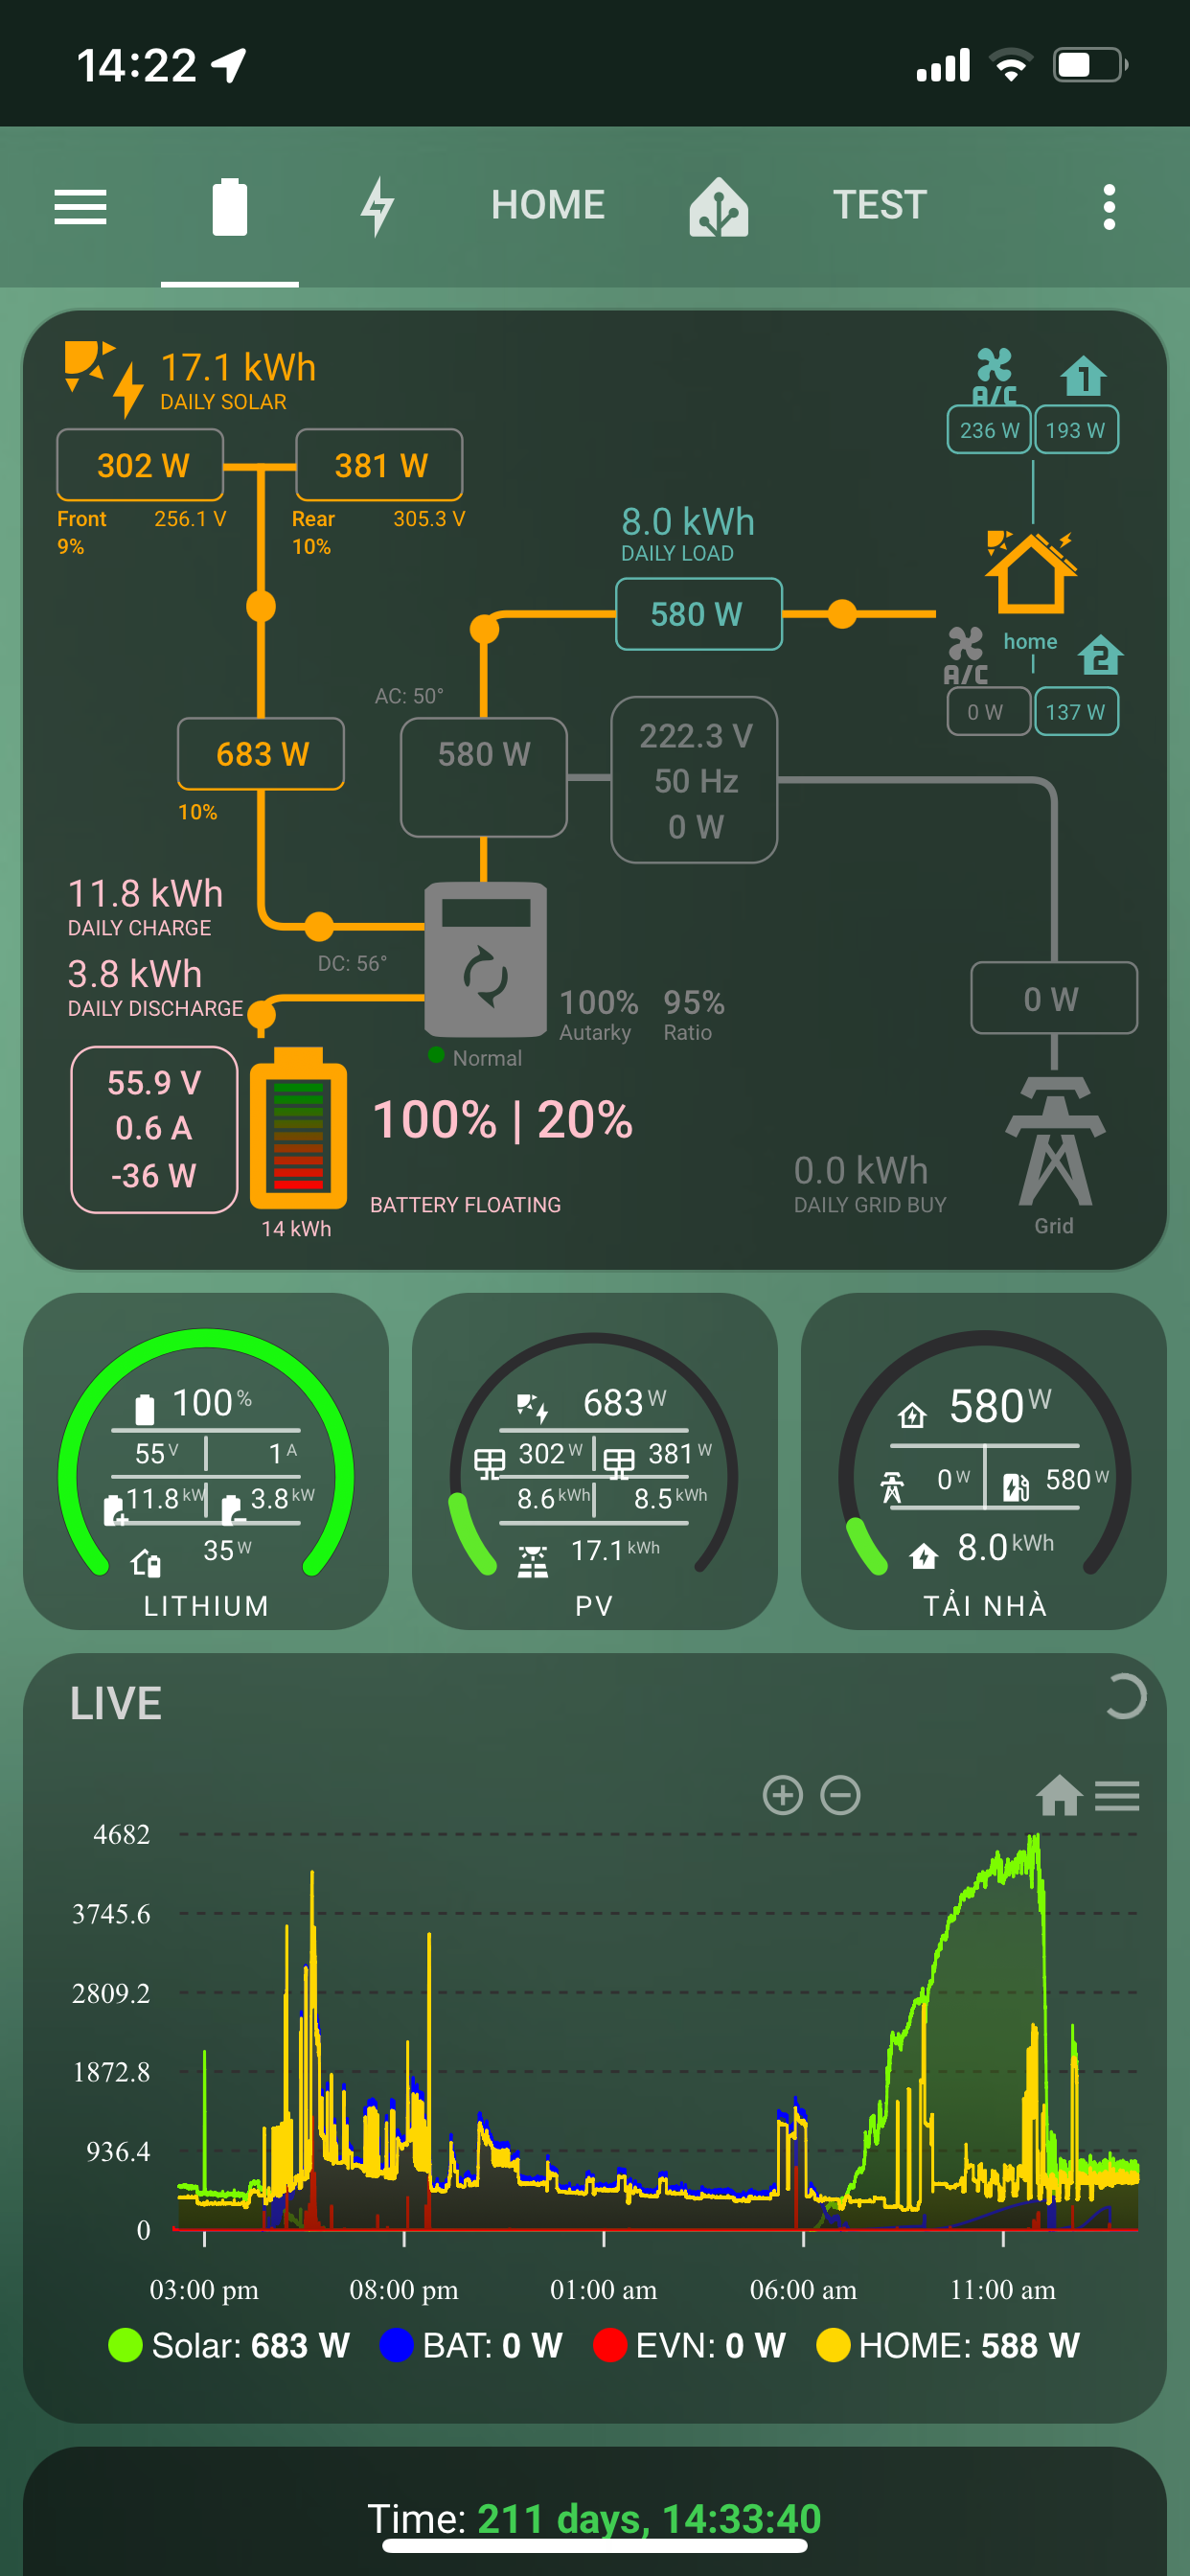 14:22
HOME TEST
17.1 kWh
DAILY SOLAR
A/C 1
236 W 193 W
302 W 381 W
Front 256.1 V Rear 305.3 V
9% 10%
8.0 kWh
DAILY LOAD
580 W
home
A/C 2
0 W 137 W
AC: 50°
683 W 580 W
10%
222.3 V
50 Hz
0 W
11.8 kWh
DAILY CHARGE
DC: 56°
3.8 kWh
DAILY DISCHARGE
100% 95%
Autarky Ratio
0 W
Normal
55.9 V
0.6 A
-36 W
100% | 20%
BATTERY FLOATING
14 kWh
0.0 kWh
DAILY GRID BUY
Grid
100 %
55 V 1 A
11.8 kW 3.8 kW
35 W
LITHIUM
683 W
302 W 381 W
8.6 kWh 8.5 kWh
17.1 kWh
PV
580 W
0 W 580 W
8.0 kWh
TẢI NHÀ
LIVE
4682
3745.6
2809.2
1872.8
936.4
0
03:00 pm 08:00 pm 01:00 am 06:00 am 11:00 am
Solar: 683 W BAT: 0 W EVN: 0 W HOME: 588 W
Time: 211 days, 14:33:40